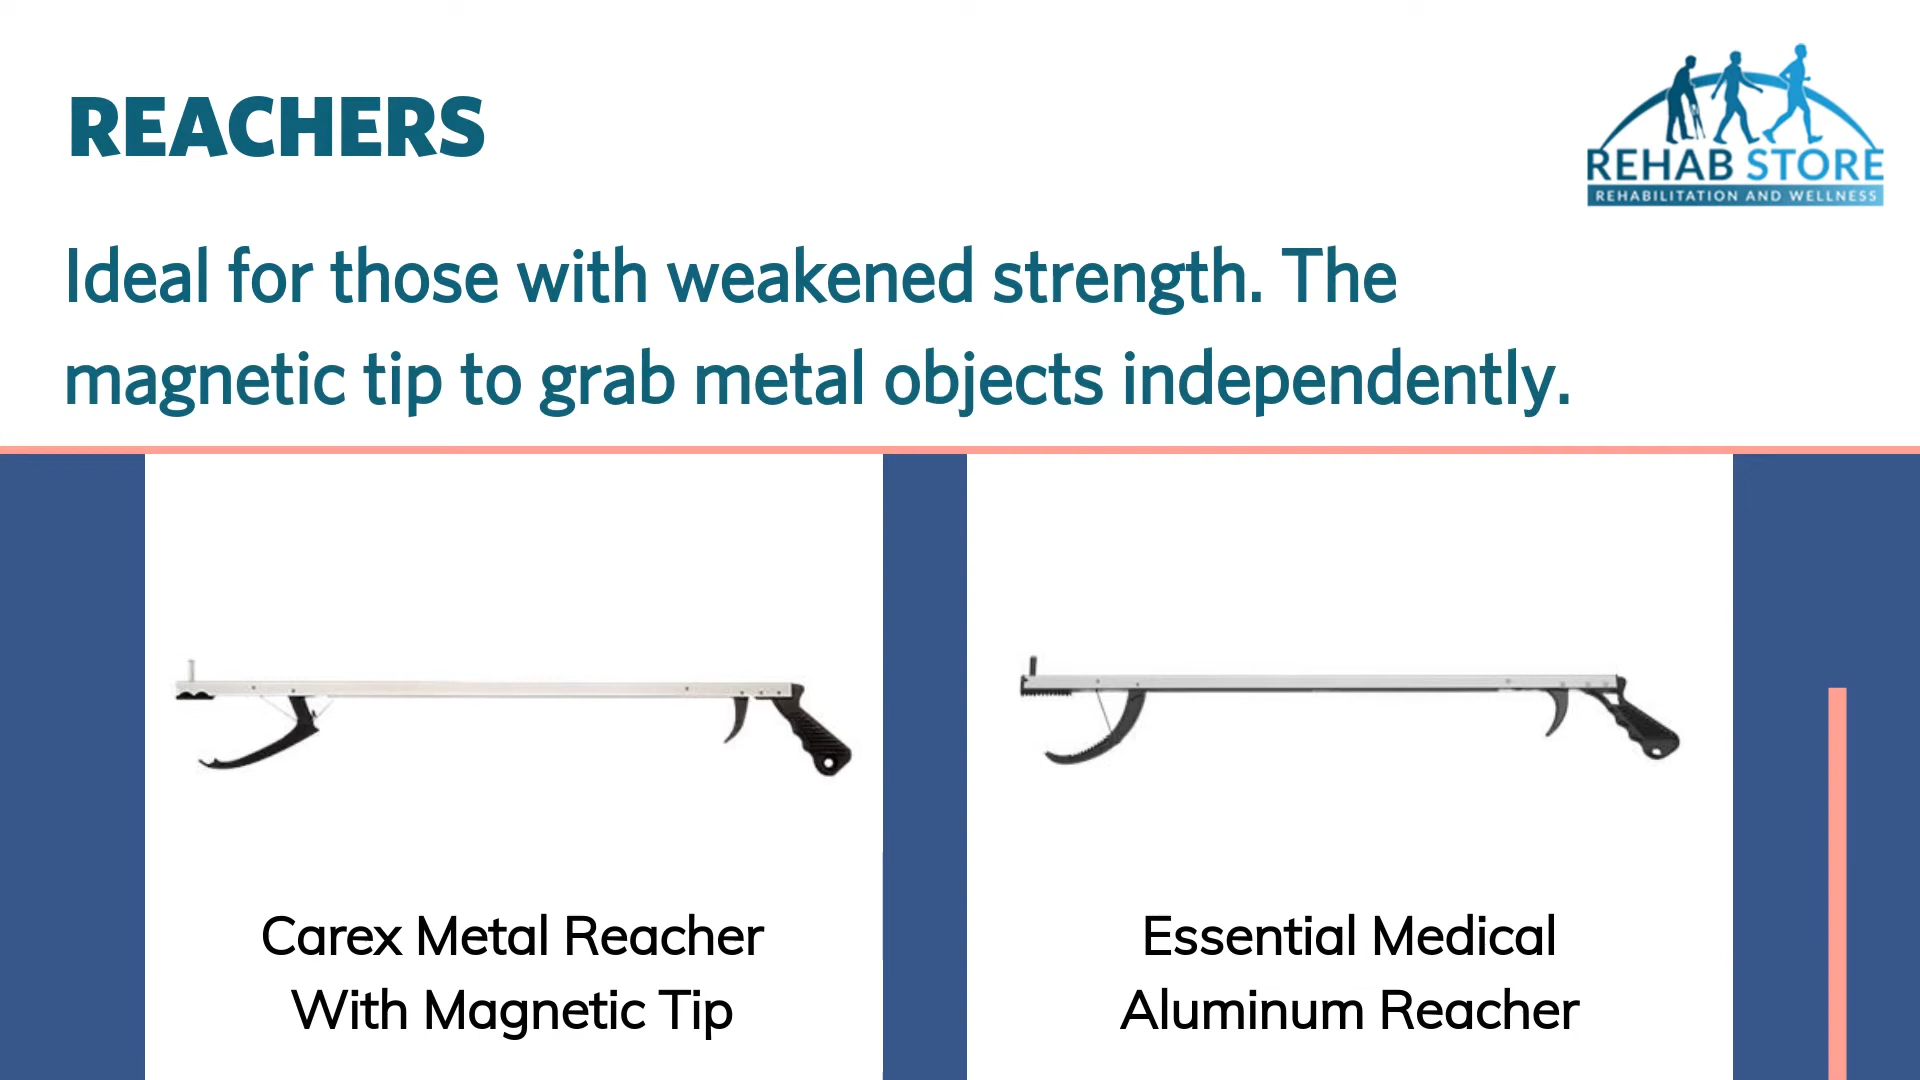 REACHERS
REHAB STORE
REHABILITATION AND WELLNESS
Ideal for those with weakened strength. The
magnetic tip to grab metal objects independently.
Carex Metal Reacher
With Magnetic Tip
Essential Medical
Aluminum Reacher